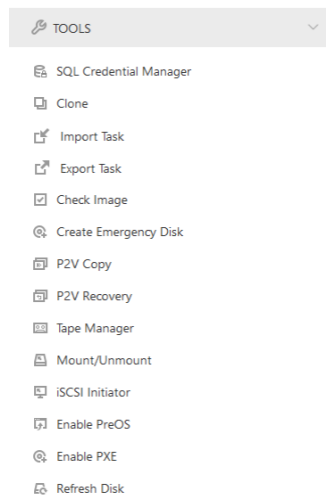 TOOLS
SQL Credential Manager
Clone
Import Task
Export Task
Check Image
Create Emergency Disk
P2V Copy
P2V Recovery
Tape Manager
Mount/Unmount
iSCSI Initiator
Enable PreOS
Enable PXE
Refresh Disk